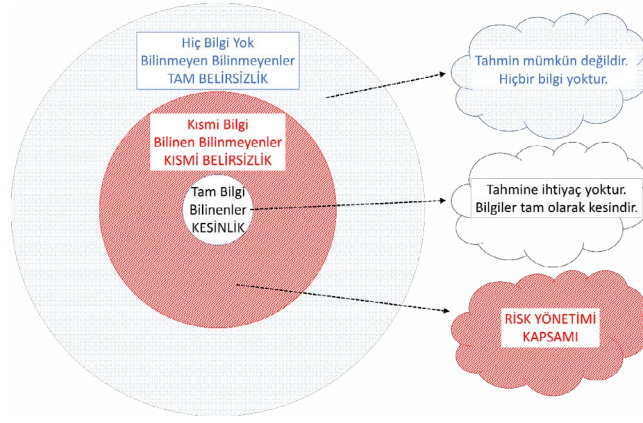 Hiç Bilgi Yok
Bilinmeyen Bilinmeyenler
TAM BELİRSİZLİK
Kısmi Bilgi
Bilinen Bilinmeyenler
KISMİ BELİRSİZLİK
Tam Bilgi
Bilinenler
KESİNLİK
Tahmin mümkün değildir.
Hiçbir bilgi yoktur.
Tahmine ihtiyaç yoktur.
Bilgiler tam olarak kesindir.
RİSK YÖNETİMİ
KAPSAMI